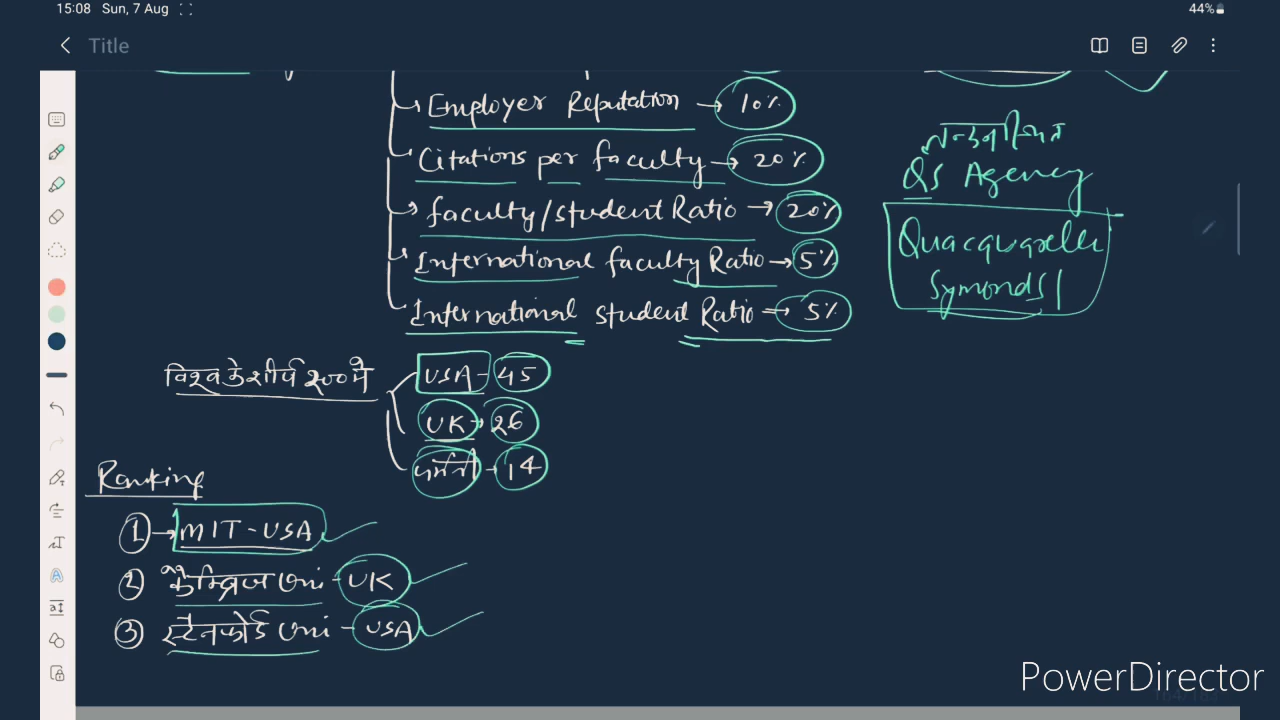 15:08 Sun, 7 Aug
44%
Title
Employer Reputation → 10%
Citations per faculty → 20%
faculty/student Ratio → 20%
International faculty Ratio → 5%
International student Ratio → 5%
QS Agency
Quacquarelli
Symonds
विश्व के शीर्ष 200 में
USA - 45
UK - 26
जर्मनी - 14
Ranking
① → MIT - USA
② कैम्ब्रिज Uni - UK
③ स्टैनफोर्ड Uni - USA
PowerDirector